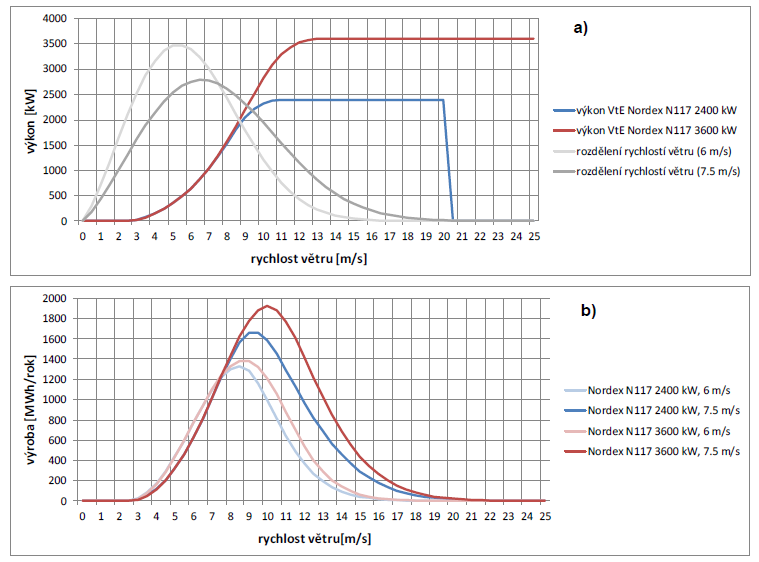 a)
4000
3500
3000
2500
2000
1500
1000
500
0
výkon [kW]
0 1 2 3 4 5 6 7 8 9 10 11 12 13 14 15 16 17 18 19 20 21 22 23 24 25
rychlost větru [m/s]
výkon VtE Nordex N117 2400 kW
výkon VtE Nordex N117 3600 kW
rozdělení rychlostí větru (6 m/s)
rozdělení rychlostí větru (7.5 m/s)
b)
2000
1800
1600
1400
1200
1000
800
600
400
200
0
výroba [MWh/rok]
0 1 2 3 4 5 6 7 8 9 10 11 12 13 14 15 16 17 18 19 20 21 22 23 24 25
rychlost větru[m/s]
Nordex N117 2400 kW, 6 m/s
Nordex N117 2400 kW, 7.5 m/s
Nordex N117 3600 kW, 6 m/s
Nordex N117 3600 kW, 7.5 m/s